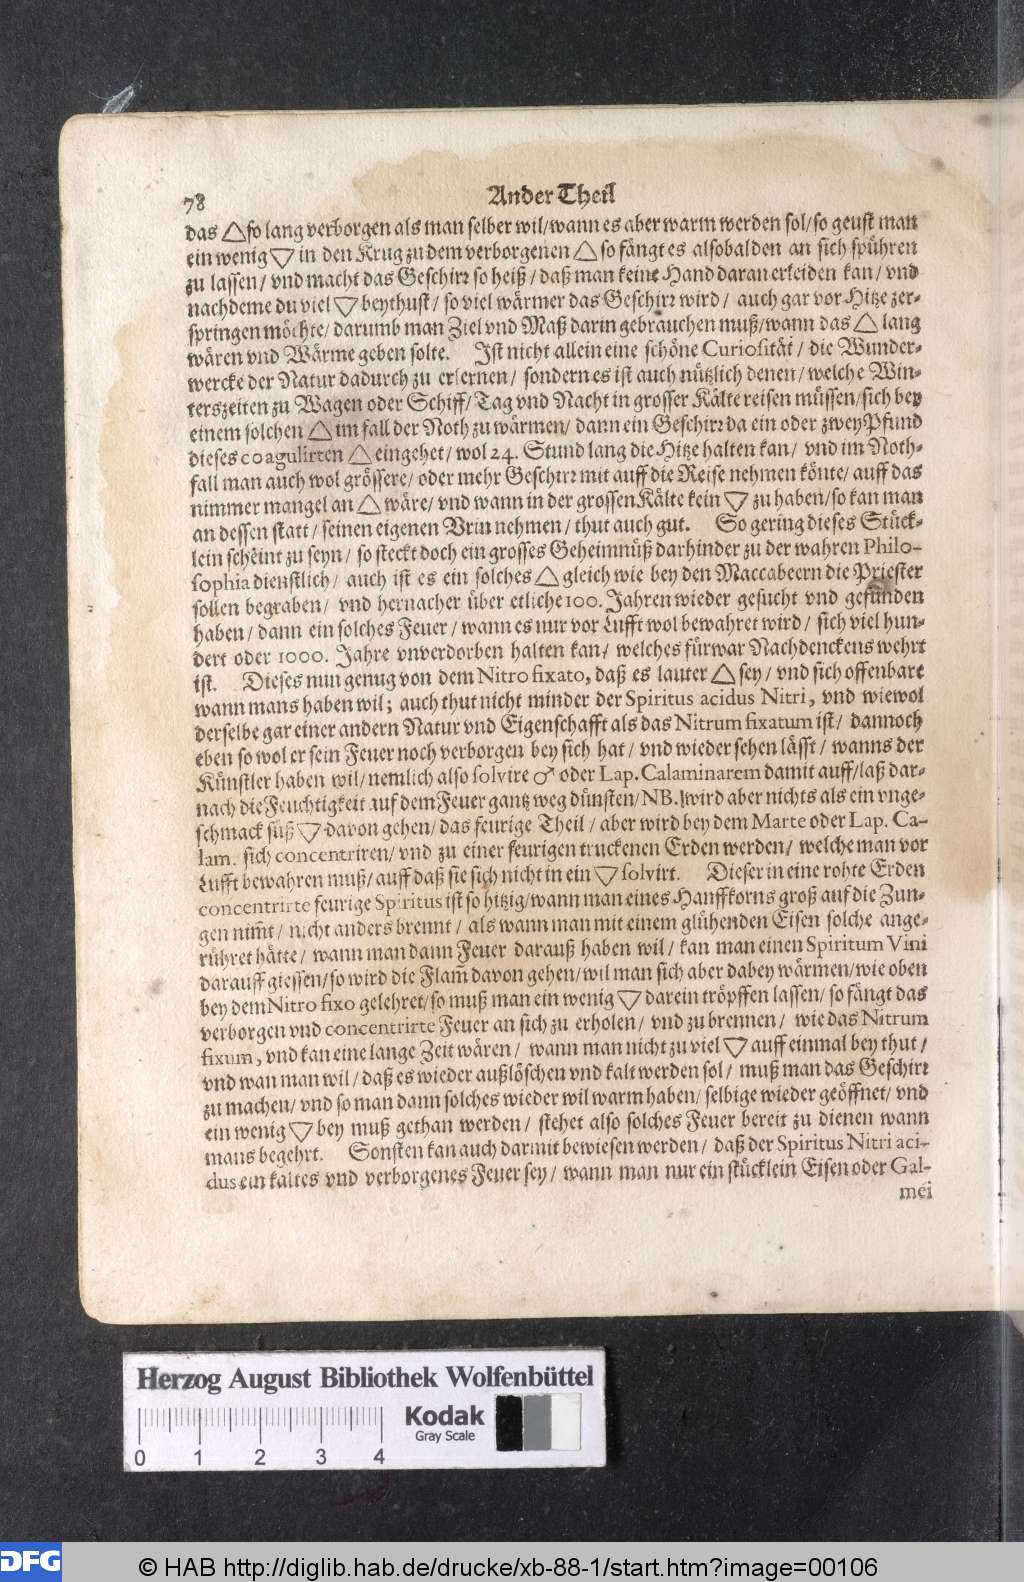 78
Ander Theil
das △ so lang verborgen als man selber wil/wann es aber warm werden sol/so geust man
ein wenig ▽ in den Krug zu dem verborgenen △ so fängt es alsobalden an sich spühren
zu lassen/ vnd macht das Geschirr so heiß/ daß man keine Hand daran erleiden kan/ vnd
nachdeme du viel ▽ beythust/ so viel wärmer das Geschirr wird/ auch gar vor Hitze zer-
springen möchte/ darumb man Ziel vnd Maß darin gebrauchen muß/wann das △ lang
wären vnd Wärme geben solte. Ist nicht allein eine schöne Curiosität/ die Wunder-
wercke der Natur dadurch zu erlernen/ sondern es ist auch nützlich denen/ welche Win-
terszeiten zu Wagen oder Schiff/ Tag vnd Nacht in grosser Kälte reisen müssen/sich bey
einem solchen △ im fall der Noth zu wärmen/ dann ein Geschirr da ein oder zwey Pfund
dieses coagulirten △ eingehet/ wol 24. Stund lang die Hitze halten kan/ vnd im Noth-
fall man auch wol grössere/ oder mehr Geschirr mit auff die Reise nehmen könte/ auff das
nimmer mangel an △ wäre/ vnd wann in der grossen Kälte kein ▽ zu haben/so kan man
an dessen statt/ seinen eigenen Vrin nehmen/ thut auch gut. So gering dieses Stück-
lein scheint zu seyn/ so steckt doch ein grosses Geheimnüß darhinder zu der wahren Philo-
sophia dienstlich/ auch ist es ein solches △ gleich wie bey den Maccabeern die Priester
sollen begraben/ vnd hernacher über etliche 100. Jahren wieder gesucht vnd gefunden
haben/ dann ein solches Feuer/ wann es nur vor Lufft wol bewahret wird/ sich viel hun-
dert oder 1000. Jahre vnverdorben halten kan/ welches fürwar Nachdenckens wehrt
ist. Dieses nun genug von dem Nitro fixato, daß es lauter △ sey/ vnd sich offenbare
wann mans haben wil; auch thut nicht minder der Spiritus acidus Nitri, vnd wiewol
derselbe gar einer andern Natur vnd Eigenschafft als das Nitrum fixatum ist/ dannoch
eben so wol er sein Feuer noch verborgen bey sich hat/ vnd wieder sehen lässt/ wanns der
Künstler haben wil/ nemlich also solvire ♂ oder Lap. Calaminarem damit auff/laß dar-
nach die Feuchtigkeit auf dem Feuer gantz weg dünsten/ NB. wird aber nichts als ein vnge-
schmack süß ▽ davon gehen/ das feurige Theil/ aber wird bey dem Marte oder Lap. Ca-
lam. sich concentriren/ vnd zu einer feurigen truckenen Erden werden/ welche man vor
Lufft bewahren muß/ auff daß sie sich nicht in ein ▽ solvirt. Dieser in eine rohte Erden
concentrirte feurige Spiritus ist so hitzig/wann man eines Hanffkorns groß auf die Zun-
gen nim̃t/ nicht anders brennt/ als wann man mit einem glühenden Eisen solche ange-
rühret hätte/ wann man dann Feuer darauß haben wil/ kan man einen Spiritum Vini
darauff giessen/ so wird die Flam̃ davon gehen/ wil man sich aber dabey wärmen/wie oben
bey dem Nitro fixo gelehret/ so muß man ein wenig ▽ darein tröpffen lassen/ so fängt das
verborgen vnd concentrirte Feuer an sich zu erholen/ vnd zu brennen/ wie das Nitrum
fixum, vnd kan eine lange Zeit wären/ wann man nicht zu viel ▽ auff einmal bey thut/
vnd wan man wil/ daß es wieder außlöschen vnd kalt werden sol/ muß man das Geschirr
zu machen/ vnd so man dann solches wieder wil warm haben/ selbige wieder geöffnet/ vnd
ein wenig ▽ bey muß gethan werden/ stehet also solches Feuer bereit zu dienen wann
mans begehrt. Sonsten kan auch darmit bewiesen werden/ daß der Spiritus Nitri aci-
dus ein kaltes vnd verborgenes Feuer sey/ wann man nur ein stücklein Eisen oder Gal-
mei
Herzog August Bibliothek Wolfenbüttel
Kodak
Gray Scale
0 1 2 3 4
DFG
© HAB http://diglib.hab.de/drucke/xb-88-1/start.htm?image=00106